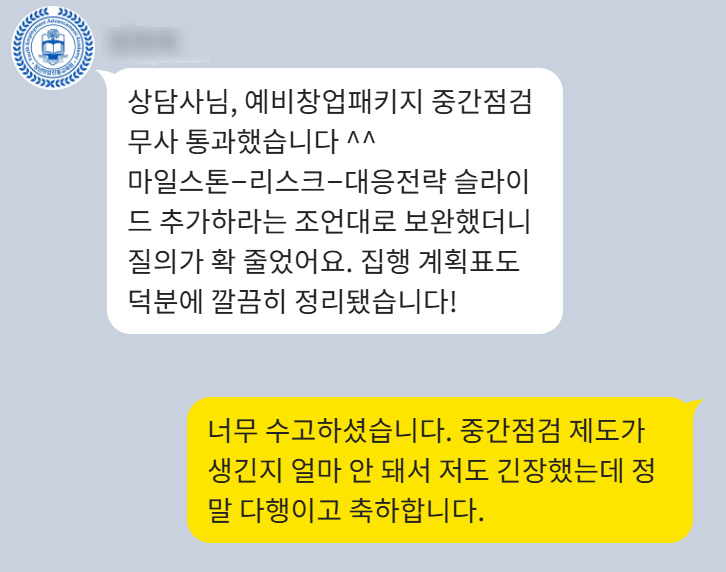 상담사님, 예비창업패키지 중간점검
무사 통과했습니다 ^^
마일스톤–리스크–대응전략 슬라이
드 추가하라는 조언대로 보완했더니
질의가 확 줄었어요. 집행 계획표도
덕분에 깔끔히 정리됐습니다!
너무 수고하셨습니다. 중간점검 제도가
생긴지 얼마 안 돼서 저도 긴장했는데 정
말 다행이고 축하합니다.